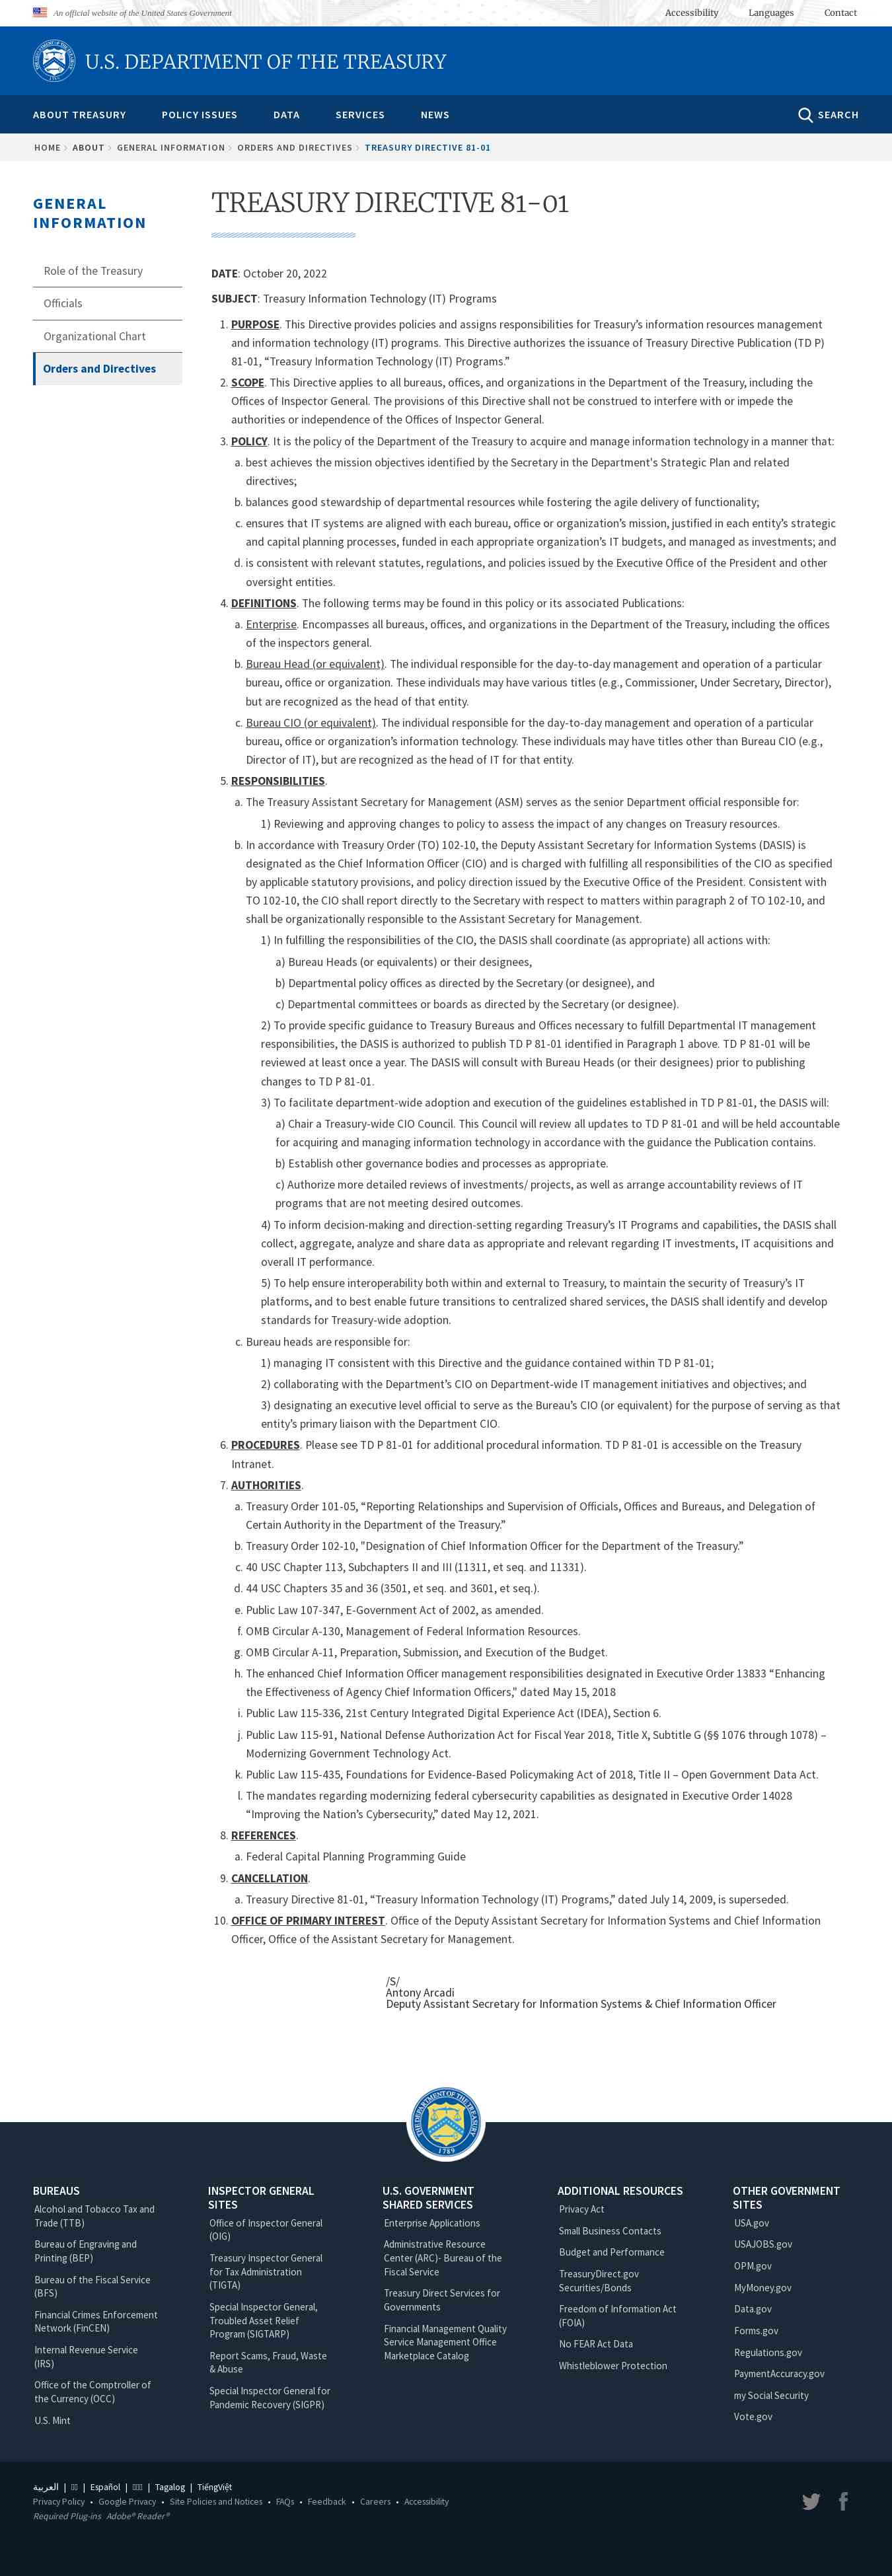 An official website of the United States Government
Accessibility Languages Contact
U.S. DEPARTMENT OF THE TREASURY
ABOUT TREASURY POLICY ISSUES DATA SERVICES NEWS SEARCH
HOME ABOUT GENERAL INFORMATION ORDERS AND DIRECTIVES TREASURY DIRECTIVE 81-01
GENERAL
INFORMATION
Role of the Treasury
Officials
Organizational Chart
Orders and Directives
TREASURY DIRECTIVE 81-01
DATE: October 20, 2022
SUBJECT: Treasury Information Technology (IT) Programs
1. PURPOSE. This Directive provides policies and assigns responsibilities for Treasury’s information resources management
and information technology (IT) programs. This Directive authorizes the issuance of Treasury Directive Publication (TD P)
81-01, “Treasury Information Technology (IT) Programs.”
2. SCOPE. This Directive applies to all bureaus, offices, and organizations in the Department of the Treasury, including the
Offices of Inspector General. The provisions of this Directive shall not be construed to interfere with or impede the
authorities or independence of the Offices of Inspector General.
3. POLICY. It is the policy of the Department of the Treasury to acquire and manage information technology in a manner that:
a. best achieves the mission objectives identified by the Secretary in the Department's Strategic Plan and related
directives;
b. balances good stewardship of departmental resources while fostering the agile delivery of functionality;
c. ensures that IT systems are aligned with each bureau, office or organization’s mission, justified in each entity’s strategic
and capital planning processes, funded in each appropriate organization’s IT budgets, and managed as investments; and
d. is consistent with relevant statutes, regulations, and policies issued by the Executive Office of the President and other
oversight entities.
4. DEFINITIONS. The following terms may be found in this policy or its associated Publications:
a. Enterprise. Encompasses all bureaus, offices, and organizations in the Department of the Treasury, including the offices
of the inspectors general.
b. Bureau Head (or equivalent). The individual responsible for the day-to-day management and operation of a particular
bureau, office or organization. These individuals may have various titles (e.g., Commissioner, Under Secretary, Director),
but are recognized as the head of that entity.
c. Bureau CIO (or equivalent). The individual responsible for the day-to-day management and operation of a particular
bureau, office or organization’s information technology. These individuals may have titles other than Bureau CIO (e.g.,
Director of IT), but are recognized as the head of IT for that entity.
5. RESPONSIBILITIES.
a. The Treasury Assistant Secretary for Management (ASM) serves as the senior Department official responsible for:
1) Reviewing and approving changes to policy to assess the impact of any changes on Treasury resources.
b. In accordance with Treasury Order (TO) 102-10, the Deputy Assistant Secretary for Information Systems (DASIS) is
designated as the Chief Information Officer (CIO) and is charged with fulfilling all responsibilities of the CIO as specified
by applicable statutory provisions, and policy direction issued by the Executive Office of the President. Consistent with
TO 102-10, the CIO shall report directly to the Secretary with respect to matters within paragraph 2 of TO 102-10, and
shall be organizationally responsible to the Assistant Secretary for Management.
1) In fulfilling the responsibilities of the CIO, the DASIS shall coordinate (as appropriate) all actions with:
a) Bureau Heads (or equivalents) or their designees,
b) Departmental policy offices as directed by the Secretary (or designee), and
c) Departmental committees or boards as directed by the Secretary (or designee).
2) To provide specific guidance to Treasury Bureaus and Offices necessary to fulfill Departmental IT management
responsibilities, the DASIS is authorized to publish TD P 81-01 identified in Paragraph 1 above. TD P 81-01 will be
reviewed at least once a year. The DASIS will consult with Bureau Heads (or their designees) prior to publishing
changes to TD P 81-01.
3) To facilitate department-wide adoption and execution of the guidelines established in TD P 81-01, the DASIS will:
a) Chair a Treasury-wide CIO Council. This Council will review all updates to TD P 81-01 and will be held accountable
for acquiring and managing information technology in accordance with the guidance the Publication contains.
b) Establish other governance bodies and processes as appropriate.
c) Authorize more detailed reviews of investments/ projects, as well as arrange accountability reviews of IT
programs that are not meeting desired outcomes.
4) To inform decision-making and direction-setting regarding Treasury’s IT Programs and capabilities, the DASIS shall
collect, aggregate, analyze and share data as appropriate and relevant regarding IT investments, IT acquisitions and
overall IT performance.
5) To help ensure interoperability both within and external to Treasury, to maintain the security of Treasury’s IT
platforms, and to best enable future transitions to centralized shared services, the DASIS shall identify and develop
standards for Treasury-wide adoption.
c. Bureau heads are responsible for:
1) managing IT consistent with this Directive and the guidance contained within TD P 81-01;
2) collaborating with the Department’s CIO on Department-wide IT management initiatives and objectives; and
3) designating an executive level official to serve as the Bureau’s CIO (or equivalent) for the purpose of serving as that
entity’s primary liaison with the Department CIO.
6. PROCEDURES. Please see TD P 81-01 for additional procedural information. TD P 81-01 is accessible on the Treasury
Intranet.
7. AUTHORITIES.
a. Treasury Order 101-05, “Reporting Relationships and Supervision of Officials, Offices and Bureaus, and Delegation of
Certain Authority in the Department of the Treasury.”
b. Treasury Order 102-10, "Designation of Chief Information Officer for the Department of the Treasury.”
c. 40 USC Chapter 113, Subchapters II and III (11311, et seq. and 11331).
d. 44 USC Chapters 35 and 36 (3501, et seq. and 3601, et seq.).
e. Public Law 107-347, E-Government Act of 2002, as amended.
f. OMB Circular A-130, Management of Federal Information Resources.
g. OMB Circular A-11, Preparation, Submission, and Execution of the Budget.
h. The enhanced Chief Information Officer management responsibilities designated in Executive Order 13833 “Enhancing
the Effectiveness of Agency Chief Information Officers," dated May 15, 2018
i. Public Law 115-336, 21st Century Integrated Digital Experience Act (IDEA), Section 6.
j. Public Law 115-91, National Defense Authorization Act for Fiscal Year 2018, Title X, Subtitle G (§§ 1076 through 1078) –
Modernizing Government Technology Act.
k. Public Law 115-435, Foundations for Evidence-Based Policymaking Act of 2018, Title II – Open Government Data Act.
l. The mandates regarding modernizing federal cybersecurity capabilities as designated in Executive Order 14028
“Improving the Nation’s Cybersecurity,” dated May 12, 2021.
8. REFERENCES.
a. Federal Capital Planning Programming Guide
9. CANCELLATION.
a. Treasury Directive 81-01, “Treasury Information Technology (IT) Programs,” dated July 14, 2009, is superseded.
10. OFFICE OF PRIMARY INTEREST. Office of the Deputy Assistant Secretary for Information Systems and Chief Information
Officer, Office of the Assistant Secretary for Management.
/S/
Antony Arcadi
Deputy Assistant Secretary for Information Systems & Chief Information Officer
THE DEPARTMENT OF THE TREASURY
1789
BUREAUS
Alcohol and Tobacco Tax and
Trade (TTB)
Bureau of Engraving and
Printing (BEP)
Bureau of the Fiscal Service
(BFS)
Financial Crimes Enforcement
Network (FinCEN)
Internal Revenue Service
(IRS)
Office of the Comptroller of
the Currency (OCC)
U.S. Mint
INSPECTOR GENERAL
SITES
Office of Inspector General
(OIG)
Treasury Inspector General
for Tax Administration
(TIGTA)
Special Inspector General,
Troubled Asset Relief
Program (SIGTARP)
Report Scams, Fraud, Waste
& Abuse
Special Inspector General for
Pandemic Recovery (SIGPR)
U.S. GOVERNMENT
SHARED SERVICES
Enterprise Applications
Administrative Resource
Center (ARC)- Bureau of the
Fiscal Service
Treasury Direct Services for
Governments
Financial Management Quality
Service Management Office
Marketplace Catalog
ADDITIONAL RESOURCES
Privacy Act
Small Business Contacts
Budget and Performance
TreasuryDirect.gov
Securities/Bonds
Freedom of Information Act
(FOIA)
No FEAR Act Data
Whistleblower Protection
OTHER GOVERNMENT
SITES
USA.gov
USAJOBS.gov
OPM.gov
MyMoney.gov
Data.gov
Forms.gov
Regulations.gov
PaymentAccuracy.gov
my Social Security
Vote.gov
العربية | | Español | | Tagalog | TiếngViệt
Privacy Policy • Google Privacy • Site Policies and Notices • FAQs • Feedback • Careers • Accessibility
Required Plug-ins Adobe® Reader®